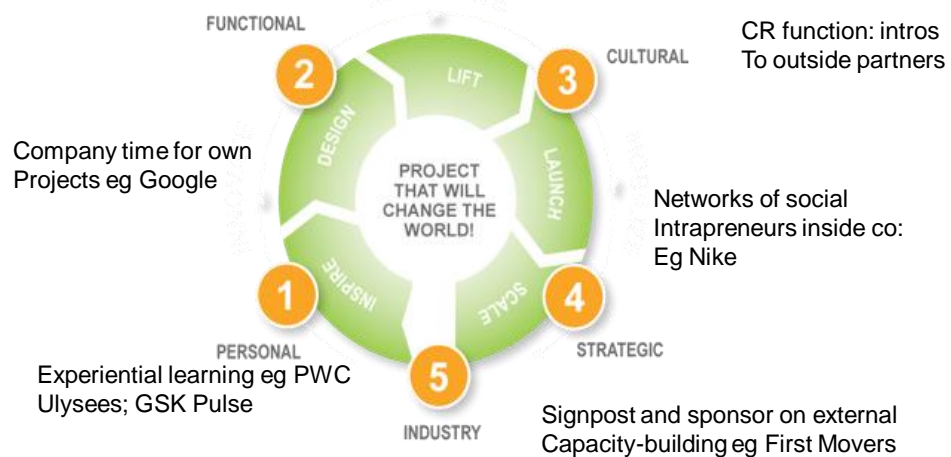 FUNCTIONAL
2
LIFT
3
CULTURAL
CR function: intros
To outside partners
DESIGN
Company time for own
Projects eg Google
PROJECT
THAT WILL
CHANGE THE
WORLD!
LAUNCH
Networks of social
Intrapreneurs inside co:
Eg Nike
1
INSPIRE
SCALE
4
PERSONAL
STRATEGIC
Experiential learning eg PWC
Ulysees; GSK Pulse
5
INDUSTRY
Signpost and sponsor on external
Capacity-building eg First Movers